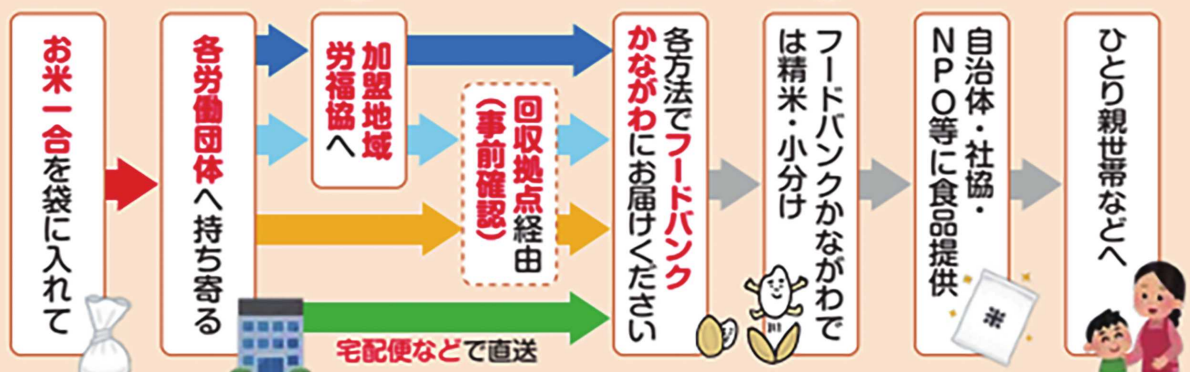 お米一合を袋に入れて
各労働団体へ持ち寄る
加盟地域
労福協へ
回収拠点経由
（事前確認）
宅配便などで直送
各方法でフードバンク
かながわにお届けください
フードバンクかながわで
は精米・小分け
自治体・社協・
NPO等に食品提供
米
ひとり親世帯などへ